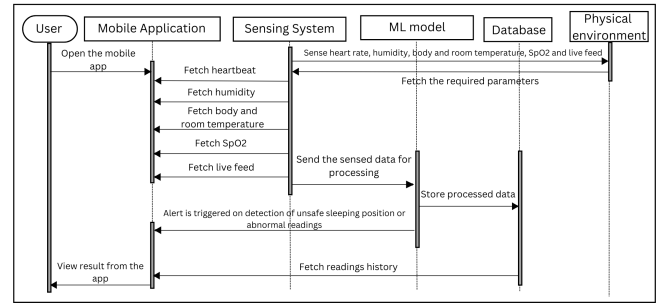 User
Mobile Application
Sensing System
ML model
Database
Physical
environment
Open the mobile
app
Sense heart rate, humidity, body and room temperature, SpO2 and live feed
Fetch the required parameters
Fetch heartbeat
Fetch humidity
Fetch body and
room temperature
Fetch SpO2
Fetch live feed
Send the sensed data for
processing
Store processed data
Alert is triggered on detection of unsafe sleeping position or
abnormal readings
View result from the
app
Fetch readings history